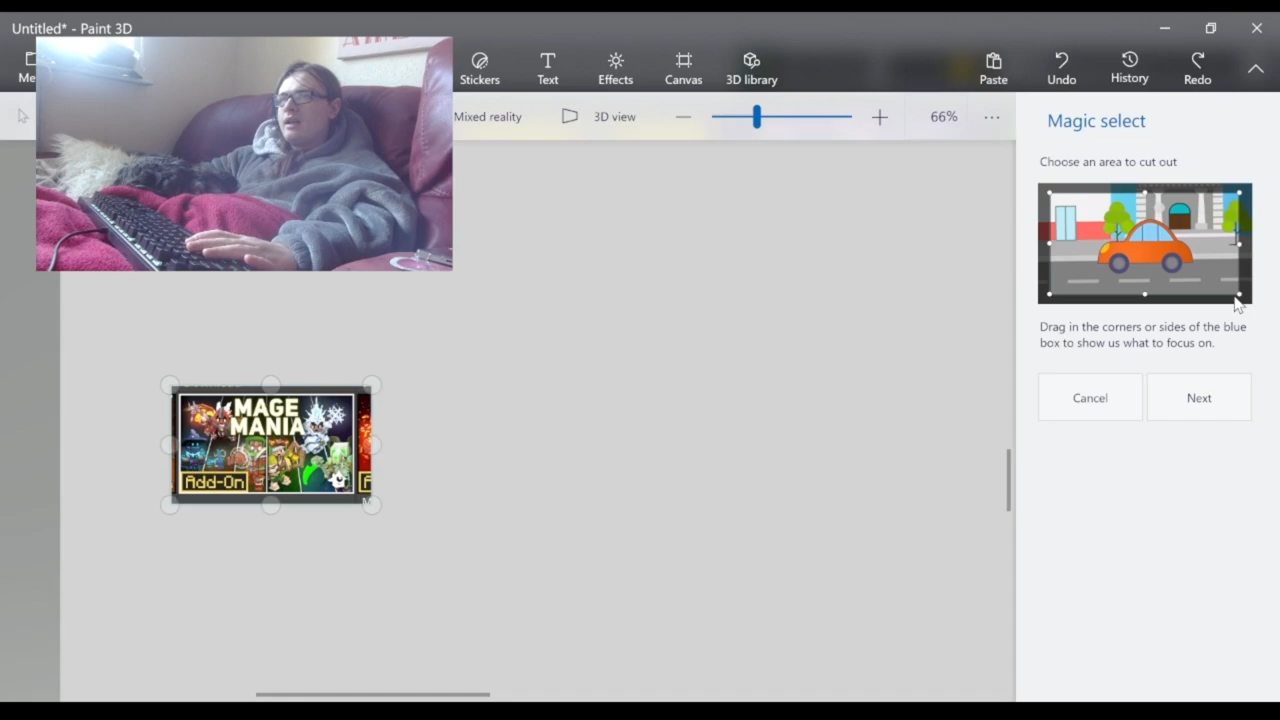 Untitled* - Paint 3D
Me
Stickers
Text
Effects
Canvas
3D library
Paste
Undo
History
Redo
Mixed reality
3D view
66%
Magic select
Choose an area to cut out
Drag in the corners or sides of the blue
box to show us what to focus on.
Cancel
Next
MAGE
MANIA
Add-On